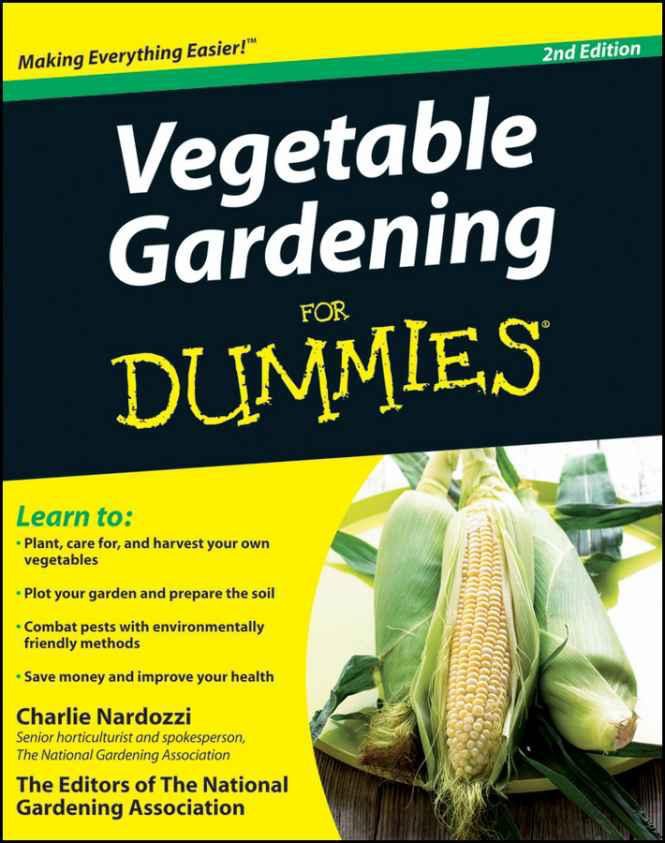 Making Everything Easier!™
2nd Edition
Vegetable
Gardening
FOR
DUMMIES®
Learn to:
• Plant, care for, and harvest your own
vegetables
• Plot your garden and prepare the soil
• Combat pests with environmentally
friendly methods
• Save money and improve your health
Charlie Nardozzi
Senior horticulturist and spokesperson,
The National Gardening Association
The Editors of The National
Gardening Association